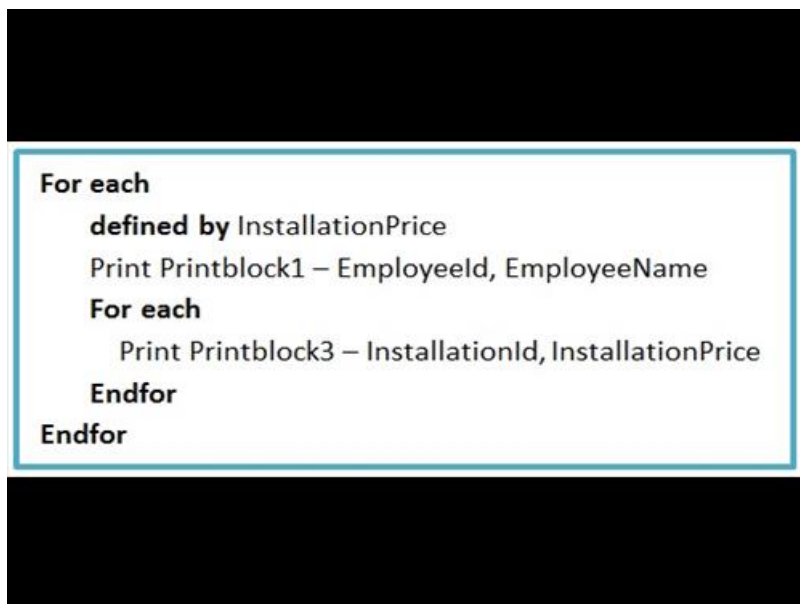 For each
defined by InstallationPrice
Print Printblock1 – EmployeeId, EmployeeName
For each
Print Printblock3 – InstallationId, InstallationPrice
Endfor
Endfor